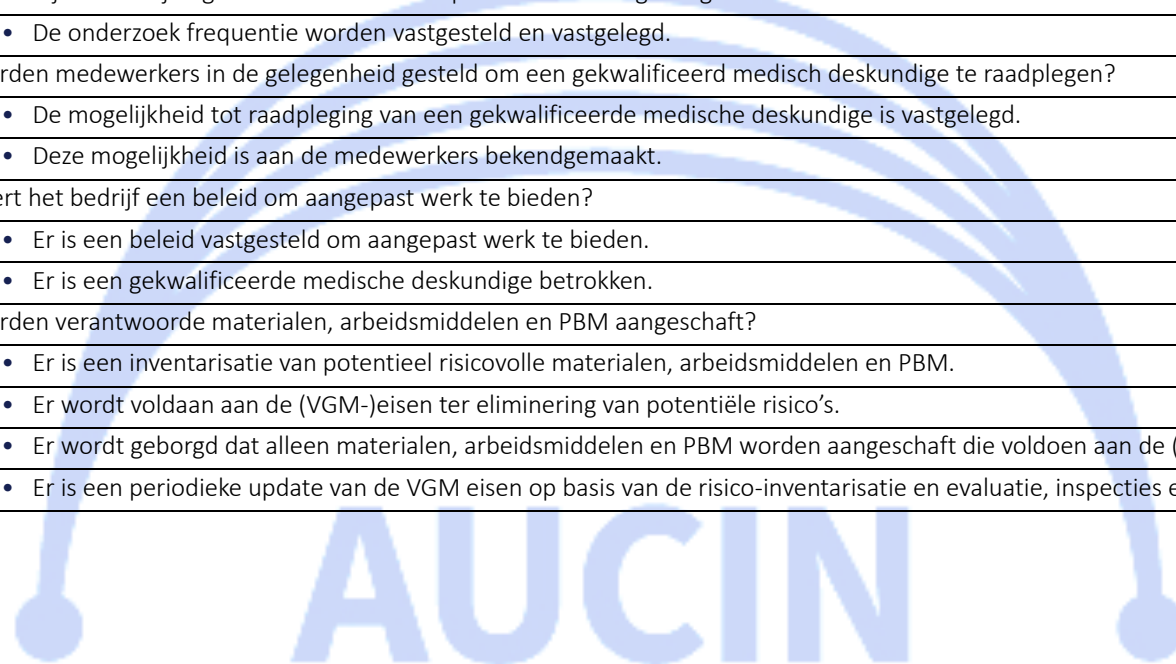 • De onderzoek frequentie worden vastgesteld en vastgelegd.
rden medewerkers in de gelegenheid gesteld om een gekwalificeerd medisch deskundige te raadplegen?
• De mogelijkheid tot raadpleging van een gekwalificeerde medische deskundige is vastgelegd.
• Deze mogelijkheid is aan de medewerkers bekendgemaakt.
ert het bedrijf een beleid om aangepast werk te bieden?
• Er is een beleid vastgesteld om aangepast werk te bieden.
• Er is een gekwalificeerde medische deskundige betrokken.
rden verantwoorde materialen, arbeidsmiddelen en PBM aangeschaft?
• Er is een inventarisatie van potentieel risicovolle materialen, arbeidsmiddelen en PBM.
• Er wordt voldaan aan de (VGM-)eisen ter eliminering van potentiële risico’s.
• Er wordt geborgd dat alleen materialen, arbeidsmiddelen en PBM worden aangeschaft die voldoen aan de (
• Er is een periodieke update van de VGM eisen op basis van de risico-inventarisatie en evaluatie, inspecties e
AUCIN